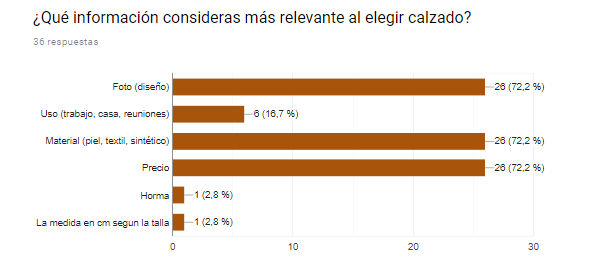 ¿Qué información consideras más relevante al elegir calzado?
36 respuestas
Foto (diseño)
26 (72,2 %)
Uso (trabajo, casa, reuniones)
6 (16,7 %)
Material (piel, textil, sintético)
26 (72,2 %)
Precio
26 (72,2 %)
Horma
1 (2,8 %)
La medida en cm segun la talla
1 (2,8 %)
0 10 20 30